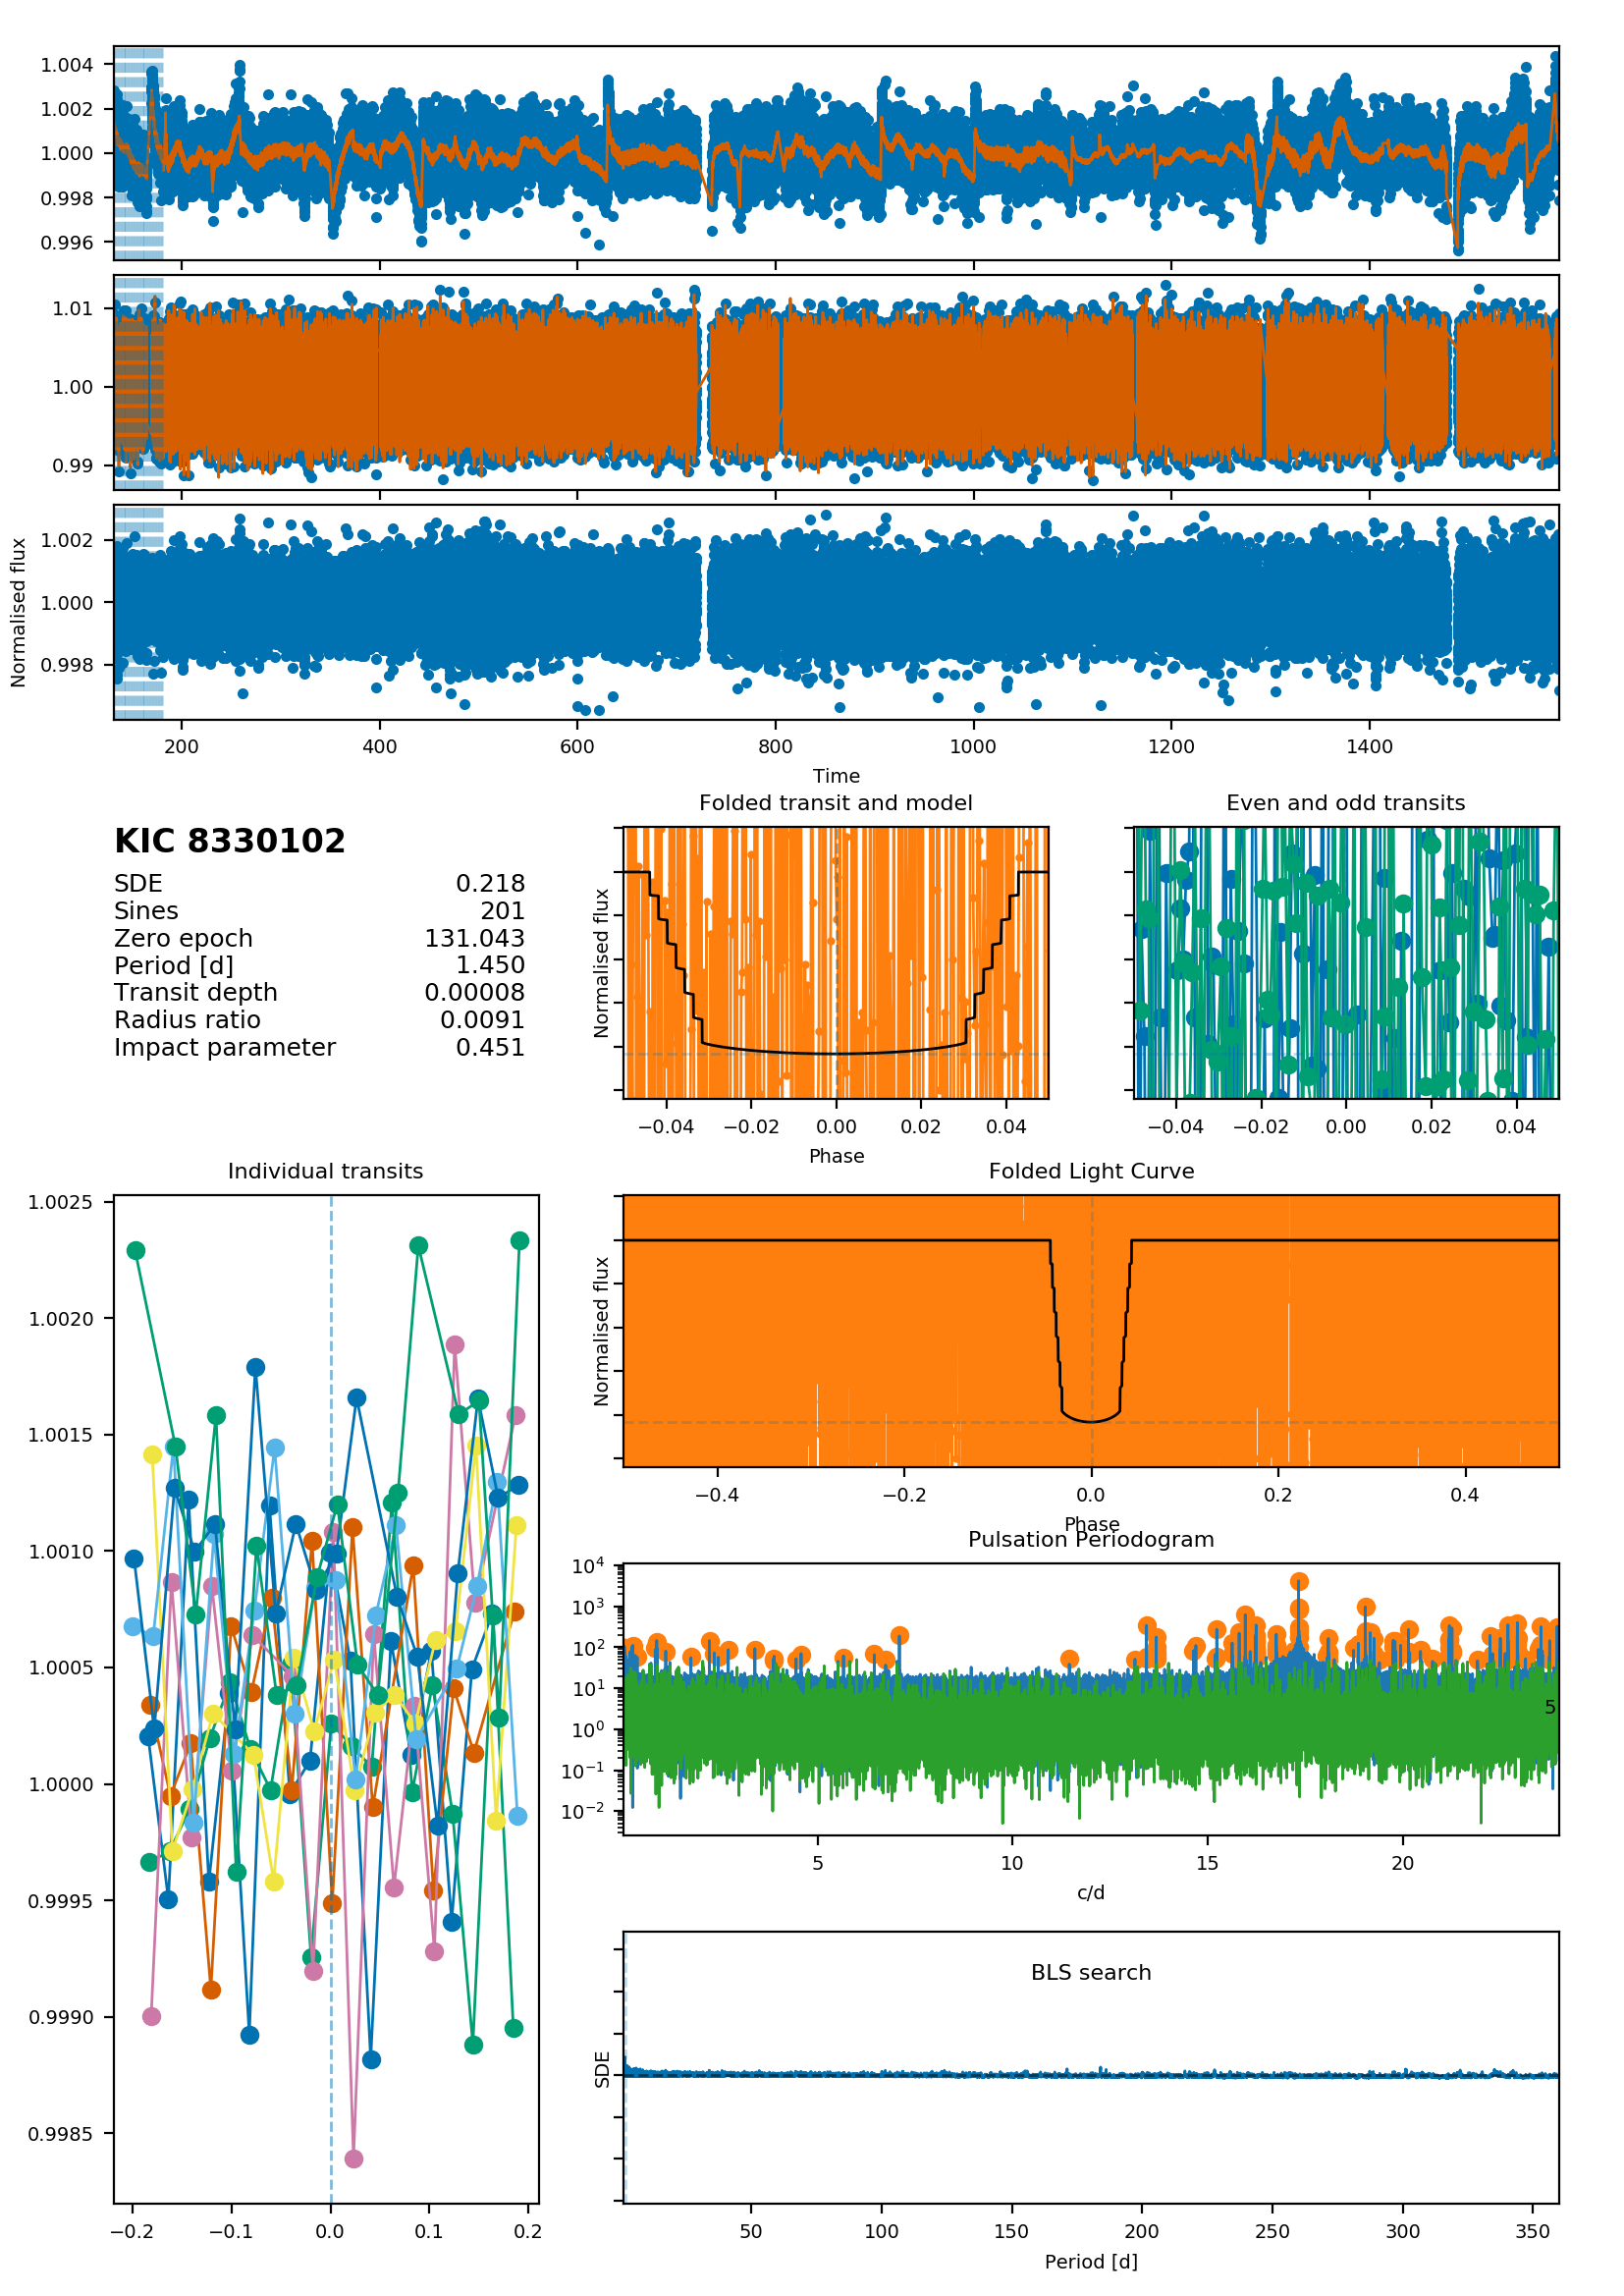 1.004
1.002
1.000
0.998
0.996
1.01
1.00
0.99
1.002
1.000
0.998
Normalised flux
200 400 600 800 1000 1200 1400
Time
KIC 8330102
SDE 0.218
Sines 201
Zero epoch 131.043
Period [d] 1.450
Transit depth 0.00008
Radius ratio 0.0091
Impact parameter 0.451
Folded transit and model
Normalised flux
−0.04 −0.02 0.00 0.02 0.04
Phase
Even and odd transits
−0.04 −0.02 0.00 0.02 0.04
Individual transits
1.0025
1.0020
1.0015
1.0010
1.0005
1.0000
0.9995
0.9990
0.9985
−0.2 −0.1 0.0 0.1 0.2
Folded Light Curve
Normalised flux
−0.4 −0.2 0.0 0.2 0.4
Phase
Pulsation Periodogram
10⁴
10³
10²
10¹
10⁰
10⁻¹
10⁻²
5
5 10 15 20
c/d
BLS search
SDE
50 100 150 200 250 300 350
Period [d]